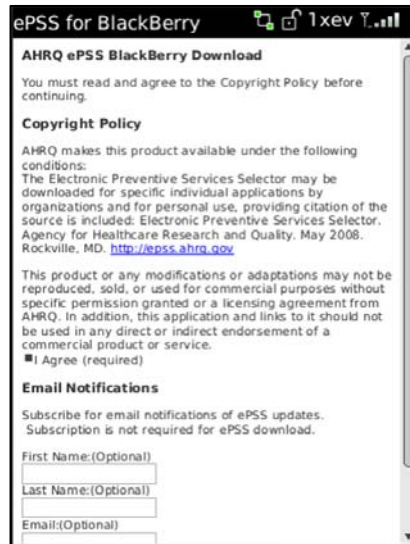 ePSS for BlackBerry 1xev
AHRQ ePSS BlackBerry Download
You must read and agree to the Copyright Policy before
continuing.
Copyright Policy
AHRQ makes this product available under the following
conditions:
The Electronic Preventive Services Selector may be
downloaded for specific individual applications by
organizations and for personal use, providing citation of the
source is included: Electronic Preventive Services Selector.
Agency for Healthcare Research and Quality. May 2008.
Rockville, MD. http://epss.ahrq.gov
This product or any modifications or adaptations may not be
reproduced, sold, or used for commercial purposes without
specific permission granted or a licensing agreement from
AHRQ. In addition, this application and links to it should not
be used in any direct or indirect endorsement of a
commercial product or service.
I Agree (required)
Email Notifications
Subscribe for email notifications of ePSS updates.
Subscription is not required for ePSS download.
First Name:(Optional)
Last Name:(Optional)
Email:(Optional)